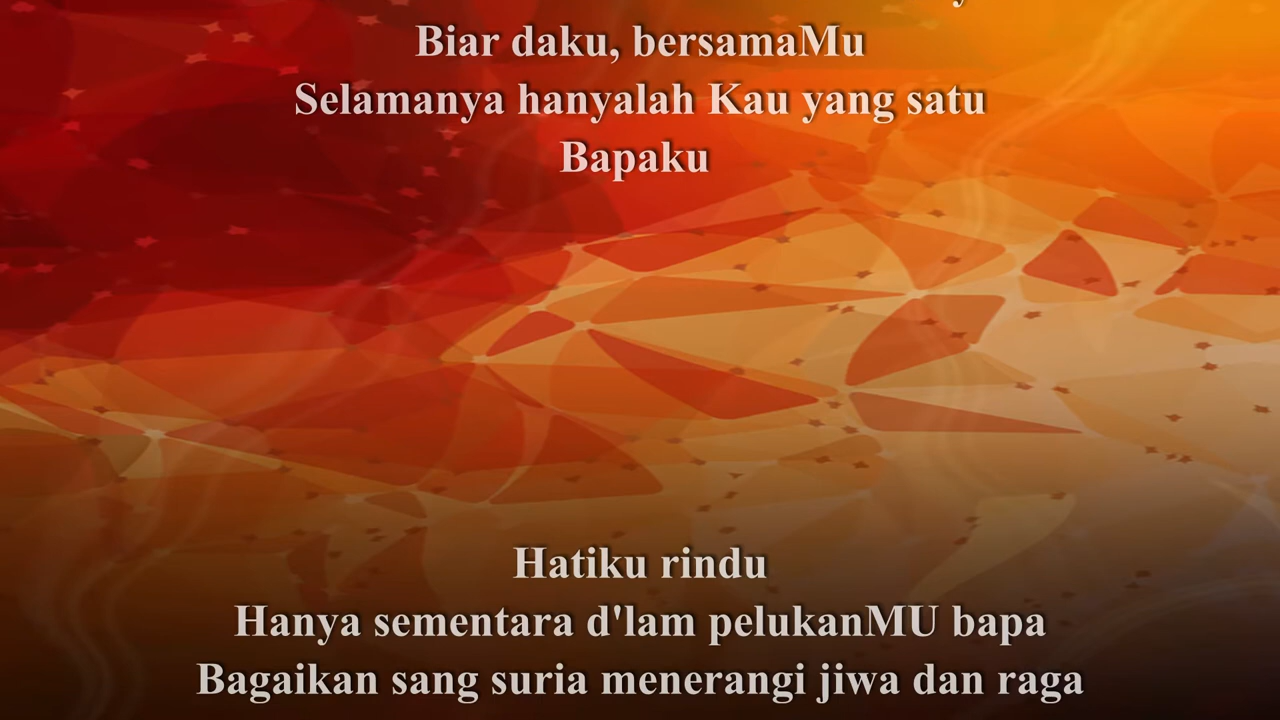 Biar daku, bersamaMu
Selamanya hanyalah Kau yang satu
Bapaku
Hatiku rindu
Hanya sementara d'lam pelukanMU bapa
Bagaikan sang suria menerangi jiwa dan raga